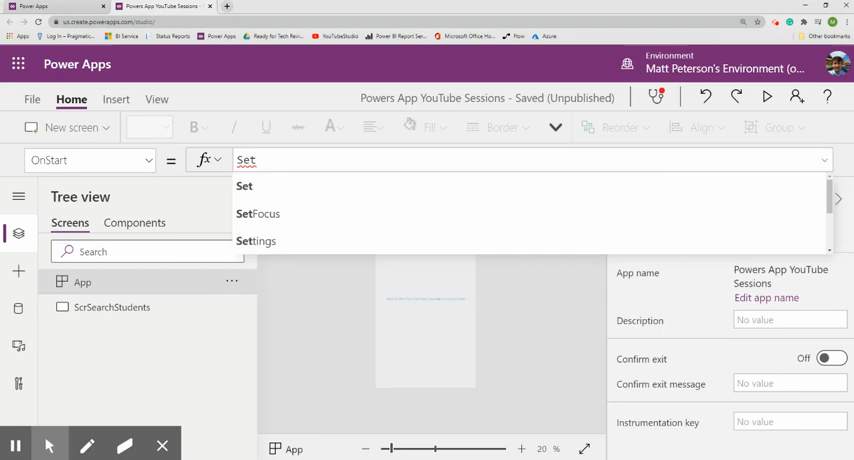 Power Apps
Powers App YouTube Sessions -
us.create.powerapps.com/studio/
Apps
Log In – Pragmatic...
BI Service
Status Reports
Power Apps
Ready for Tech Rev...
YouTubeStudio
Power BI Report Ser...
Microsoft Office Ho...
Flow
Azure
Other bookmarks
Power Apps
Environment
Matt Peterson's Environment (o...
File
Home
Insert
View
Powers App YouTube Sessions - Saved (Unpublished)
New screen
B
I
U
abc
A
Fill
Border
Reorder
Align
Group
OnStart
=
fx
Set
Set
SetFocus
Settings
Tree view
Screens
Components
Search
App
ScrSearchStudents
App name
Powers App YouTube
Sessions
Edit app name
Description
No value
Confirm exit
Off
Confirm exit message
No value
Instrumentation key
No value
App
20 %